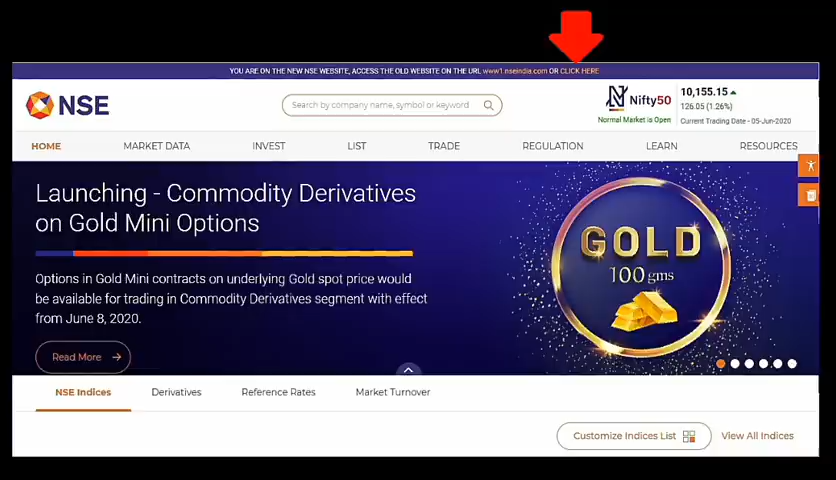 YOU ARE ON THE NEW NSE WEBSITE, ACCESS THE OLD WEBSITE ON THE URL www1.nseindia.com OR CLICK HERE
NSE
Search by company name, symbol or keyword
Nifty50
10,155.15
126.05 (1.26%)
Normal Market is Open
Current Trading Date - 05-Jun-2020
HOME MARKET DATA INVEST LIST TRADE REGULATION LEARN RESOURCES
Launching - Commodity Derivatives
on Gold Mini Options
Options in Gold Mini contracts on underlying Gold spot price would
be available for trading in Commodity Derivatives segment with effect
from June 8, 2020.
Read More
GOLD
100 gms
NSE Indices Derivatives Reference Rates Market Turnover
Customize Indices List View All Indices